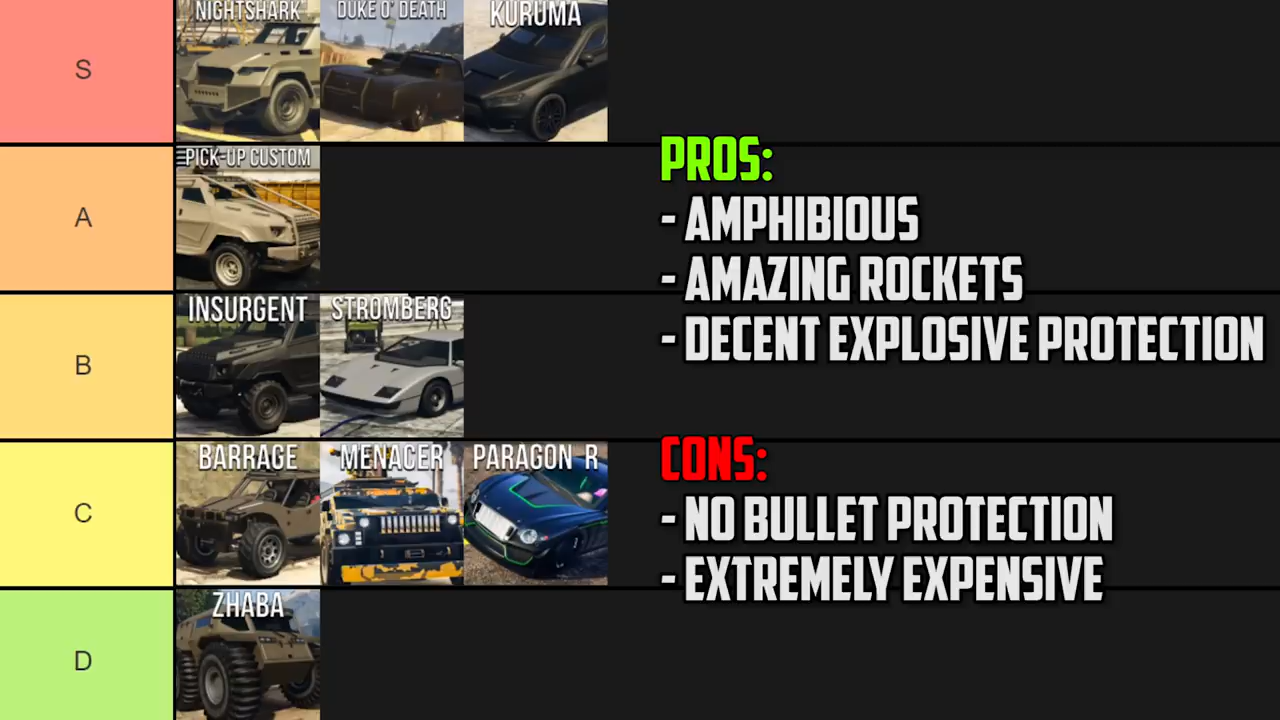 S
NIGHTSHARK
DUKE O' DEATH
KURUMA
A
PICK-UP CUSTOM
B
INSURGENT
STROMBERG
C
BARRAGE
MENACER
PARAGON R
D
ZHABA
PROS:
- AMPHIBIOUS
- AMAZING ROCKETS
- DECENT EXPLOSIVE PROTECTION
CONS:
- NO BULLET PROTECTION
- EXTREMELY EXPENSIVE